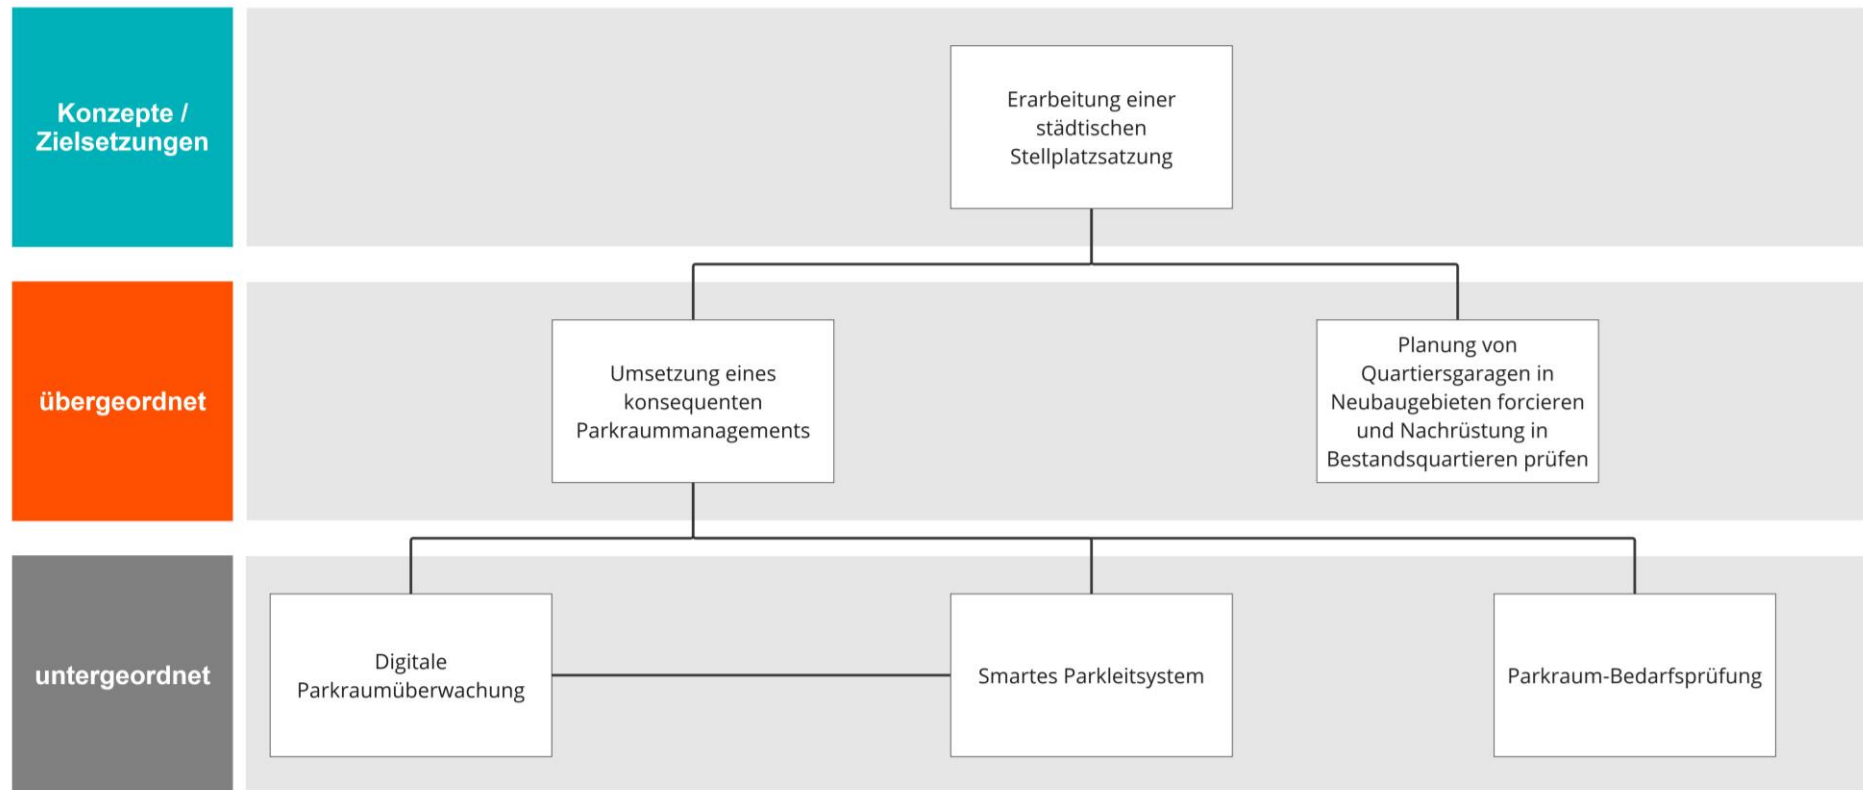 Konzepte /
Zielsetzungen
Erarbeitung einer
städtischen
Stellplatzsatzung
übergeordnet
Umsetzung eines
konsequenten
Parkraummanagements
Planung von
Quartiersgaragen in
Neubaugebieten forcieren
und Nachrüstung in
Bestandsquartieren prüfen
untergeordnet
Digitale
Parkraumüberwachung
Smartes Parkleitsystem
Parkraum-Bedarfsprüfung